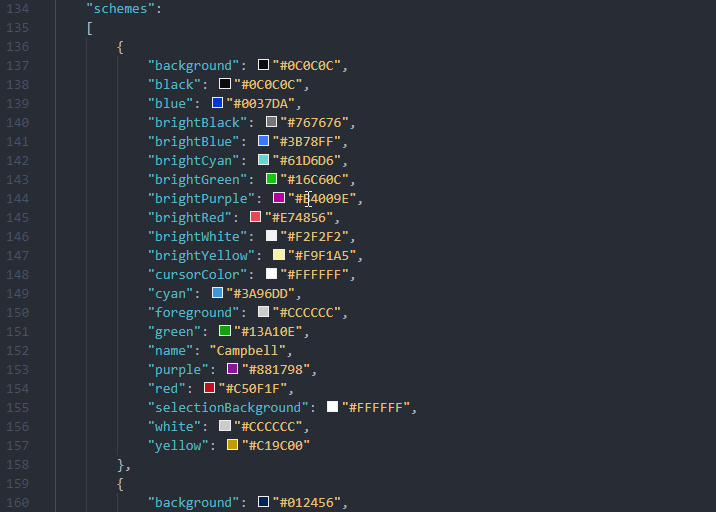 134 "schemes":
135 [
136 {
137 "background": "#0C0C0C",
138 "black": "#0C0C0C",
139 "blue": "#0037DA",
140 "brightBlack": "#767676",
141 "brightBlue": "#3B78FF",
142 "brightCyan": "#61D6D6",
143 "brightGreen": "#16C60C",
144 "brightPurple": "#B4009E",
145 "brightRed": "#E74856",
146 "brightWhite": "#F2F2F2",
147 "brightYellow": "#F9F1A5",
148 "cursorColor": "#FFFFFF",
149 "cyan": "#3A96DD",
150 "foreground": "#CCCCCC",
151 "green": "#13A10E",
152 "name": "Campbell",
153 "purple": "#881798",
154 "red": "#C50F1F",
155 "selectionBackground": "#FFFFFF",
156 "white": "#CCCCCC",
157 "yellow": "#C19C00"
158 },
159 {
160 "background": "#012456",